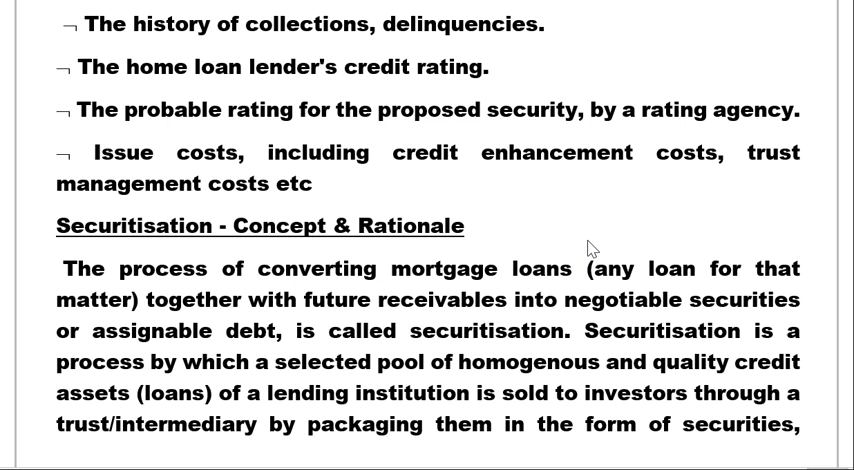 ¬ The history of collections, delinquencies.
¬ The home loan lender's credit rating.
¬ The probable rating for the proposed security, by a rating agency.
¬ Issue costs, including credit enhancement costs, trust
management costs etc
Securitisation - Concept & Rationale
The process of converting mortgage loans (any loan for that
matter) together with future receivables into negotiable securities
or assignable debt, is called securitisation. Securitisation is a
process by which a selected pool of homogenous and quality credit
assets (loans) of a lending institution is sold to investors through a
trust/intermediary by packaging them in the form of securities,